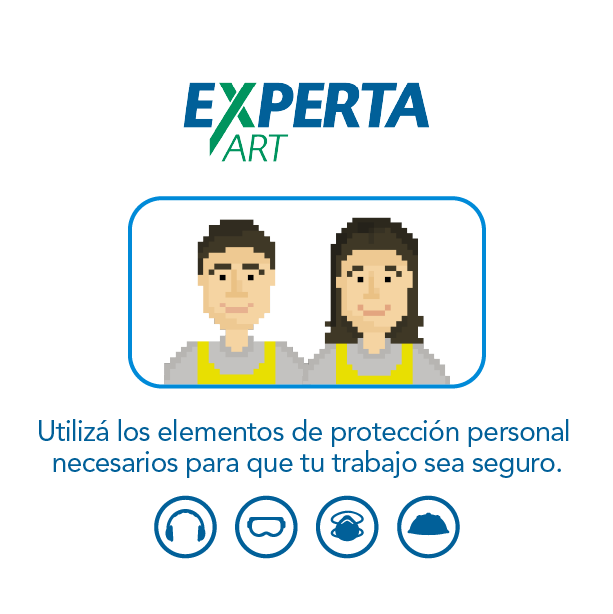 EXPERTA
ART
Utilizá los elementos de protección personal
necesarios para que tu trabajo sea seguro.